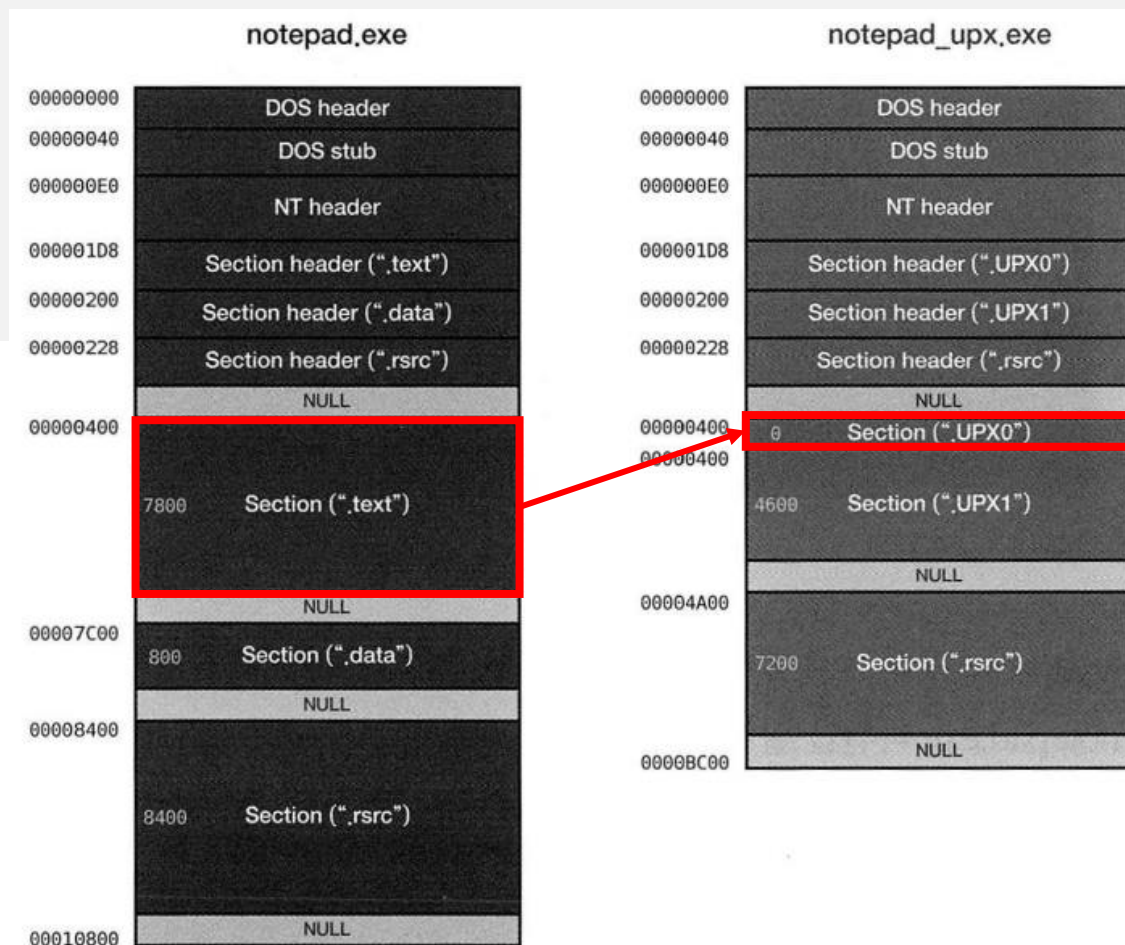 notepad.exe
00000000
DOS header
00000040
DOS stub
000000E0
NT header
000001D8
Section header (“.text”)
00000200
Section header (“.data”)
00000228
Section header (“.rsrc”)
NULL
00000400
7800 Section (“.text”)
NULL
00007C00
800 Section (“.data”)
NULL
00008400
8400 Section (“.rsrc”)
NULL
00010800
notepad_upx.exe
00000000
DOS header
00000040
DOS stub
000000E0
NT header
000001D8
Section header (“.UPX0”)
00000200
Section header (“.UPX1”)
00000228
Section header (“.rsrc”)
NULL
00000400
0 Section (“.UPX0”)
00000400
4600 Section (“.UPX1”)
NULL
00004A00
7200 Section (“.rsrc”)
NULL
0000BC00